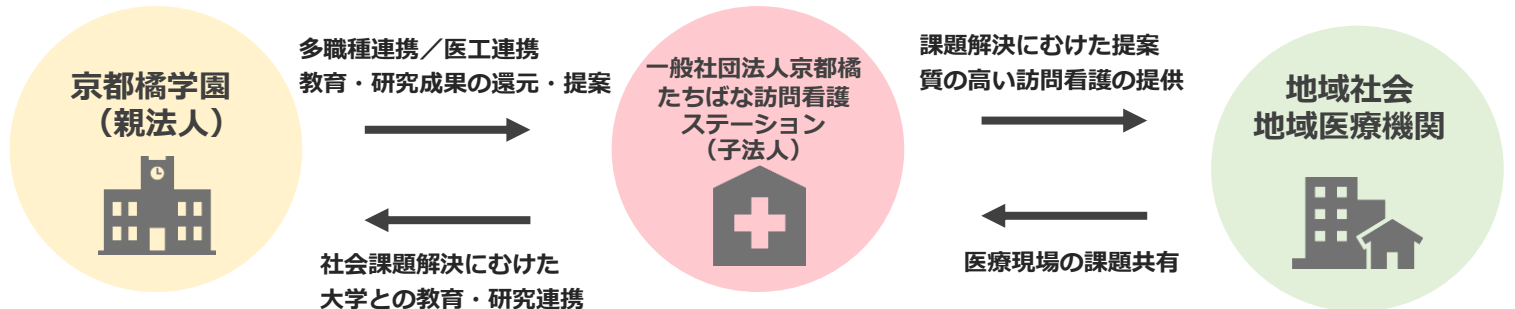 京都橘学園
（親法人）
多職種連携／医工連携
教育・研究成果の還元・提案
社会課題解決にむけた
大学との教育・研究連携
一般社団法人京都橘
たちばな訪問看護
ステーション
（子法人）
課題解決にむけた提案
質の高い訪問看護の提供
医療現場の課題共有
地域社会
地域医療機関